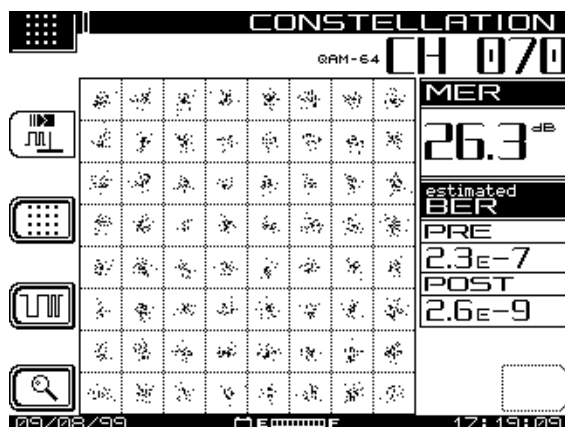 CONSTELLATION
QAM-64 CH 070
MER
26.3 dB
estimated
BER
PRE
2.3E-7
POST
2.6E-9
09/08/99 E F 17:19:09